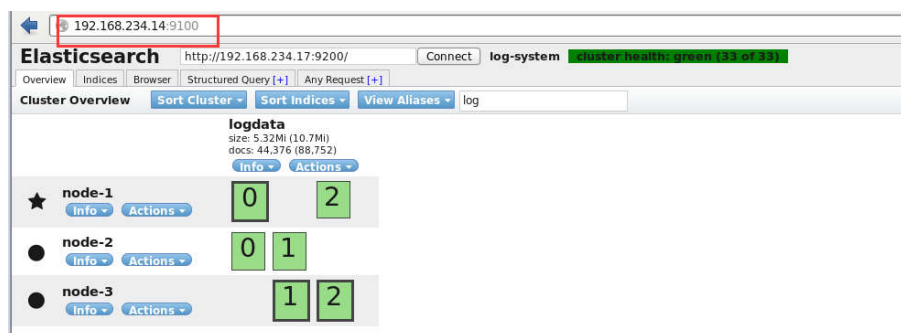 192.168.234.14:9100
Elasticsearch http://192.168.234.17:9200/ Connect log-system cluster health: green (33 of 33)
Overview Indices Browser Structured Query [+] Any Request [+]
Cluster Overview Sort Cluster Sort Indices View Aliases log
logdata
size: 5.32Mi (10.7Mi)
docs: 44,376 (88,752)
Info Actions
node-1
Info Actions
0 2
node-2
Info Actions
0 1
node-3
Info Actions
1 2